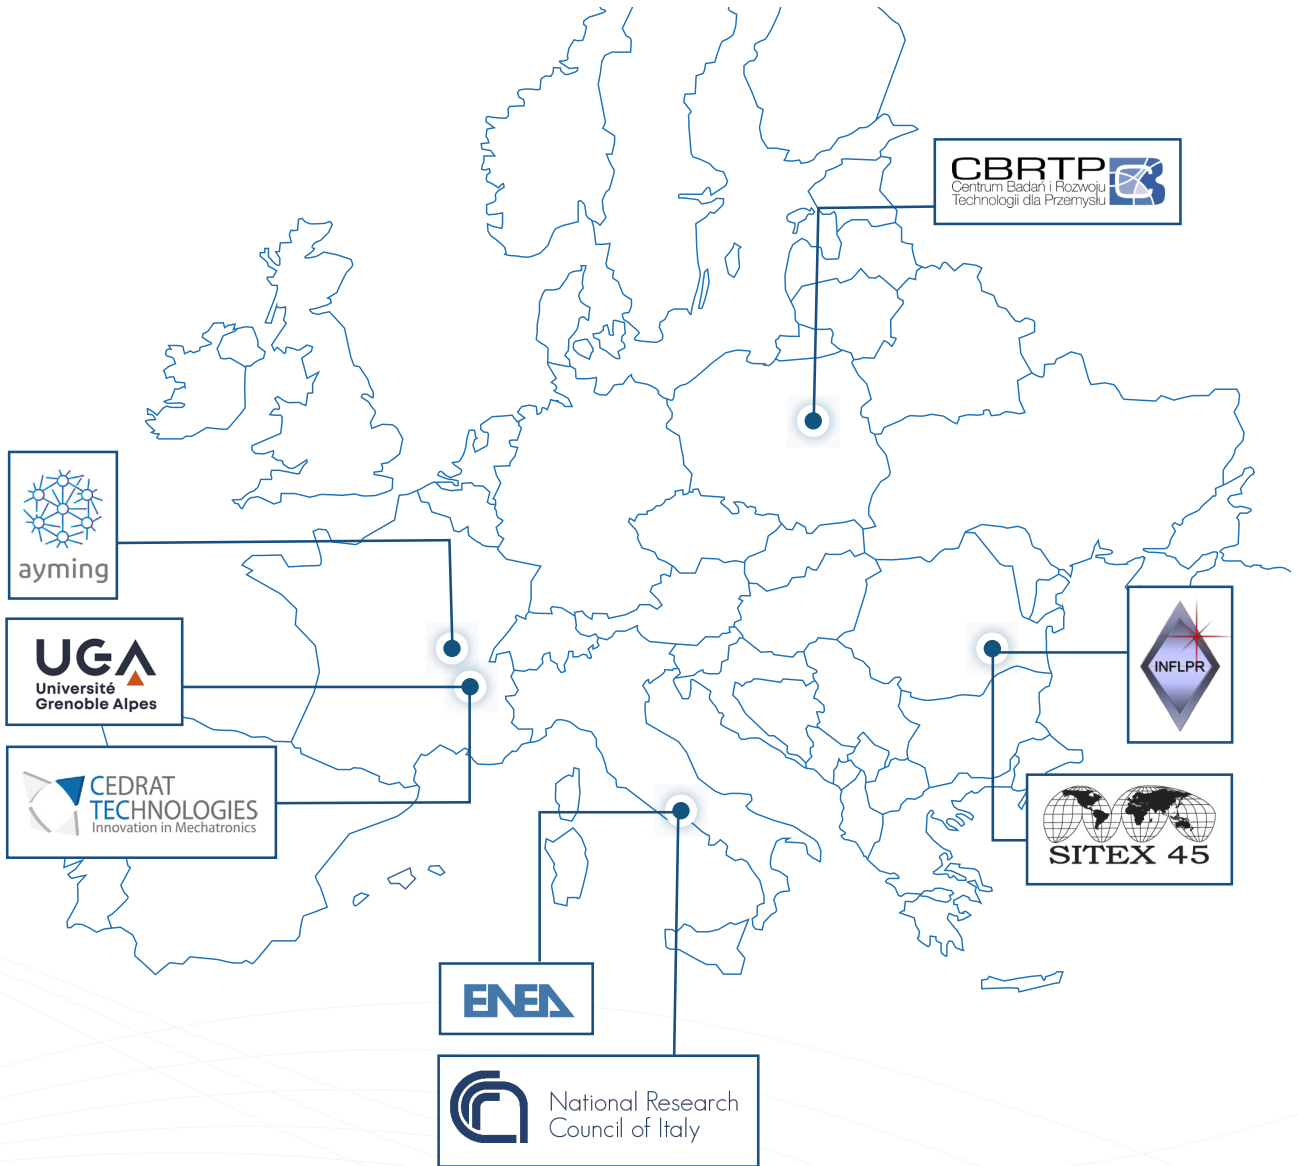 CBRTP
Centrum Badań i Rozwoju
Technologii dla Przemysłu
ayming
UGA
Université
Grenoble Alpes
INFLPR
CEDRAT
TECHNOLOGIES
Innovation in Mechatronics
SITEX 45
ENEA
National Research
Council of Italy